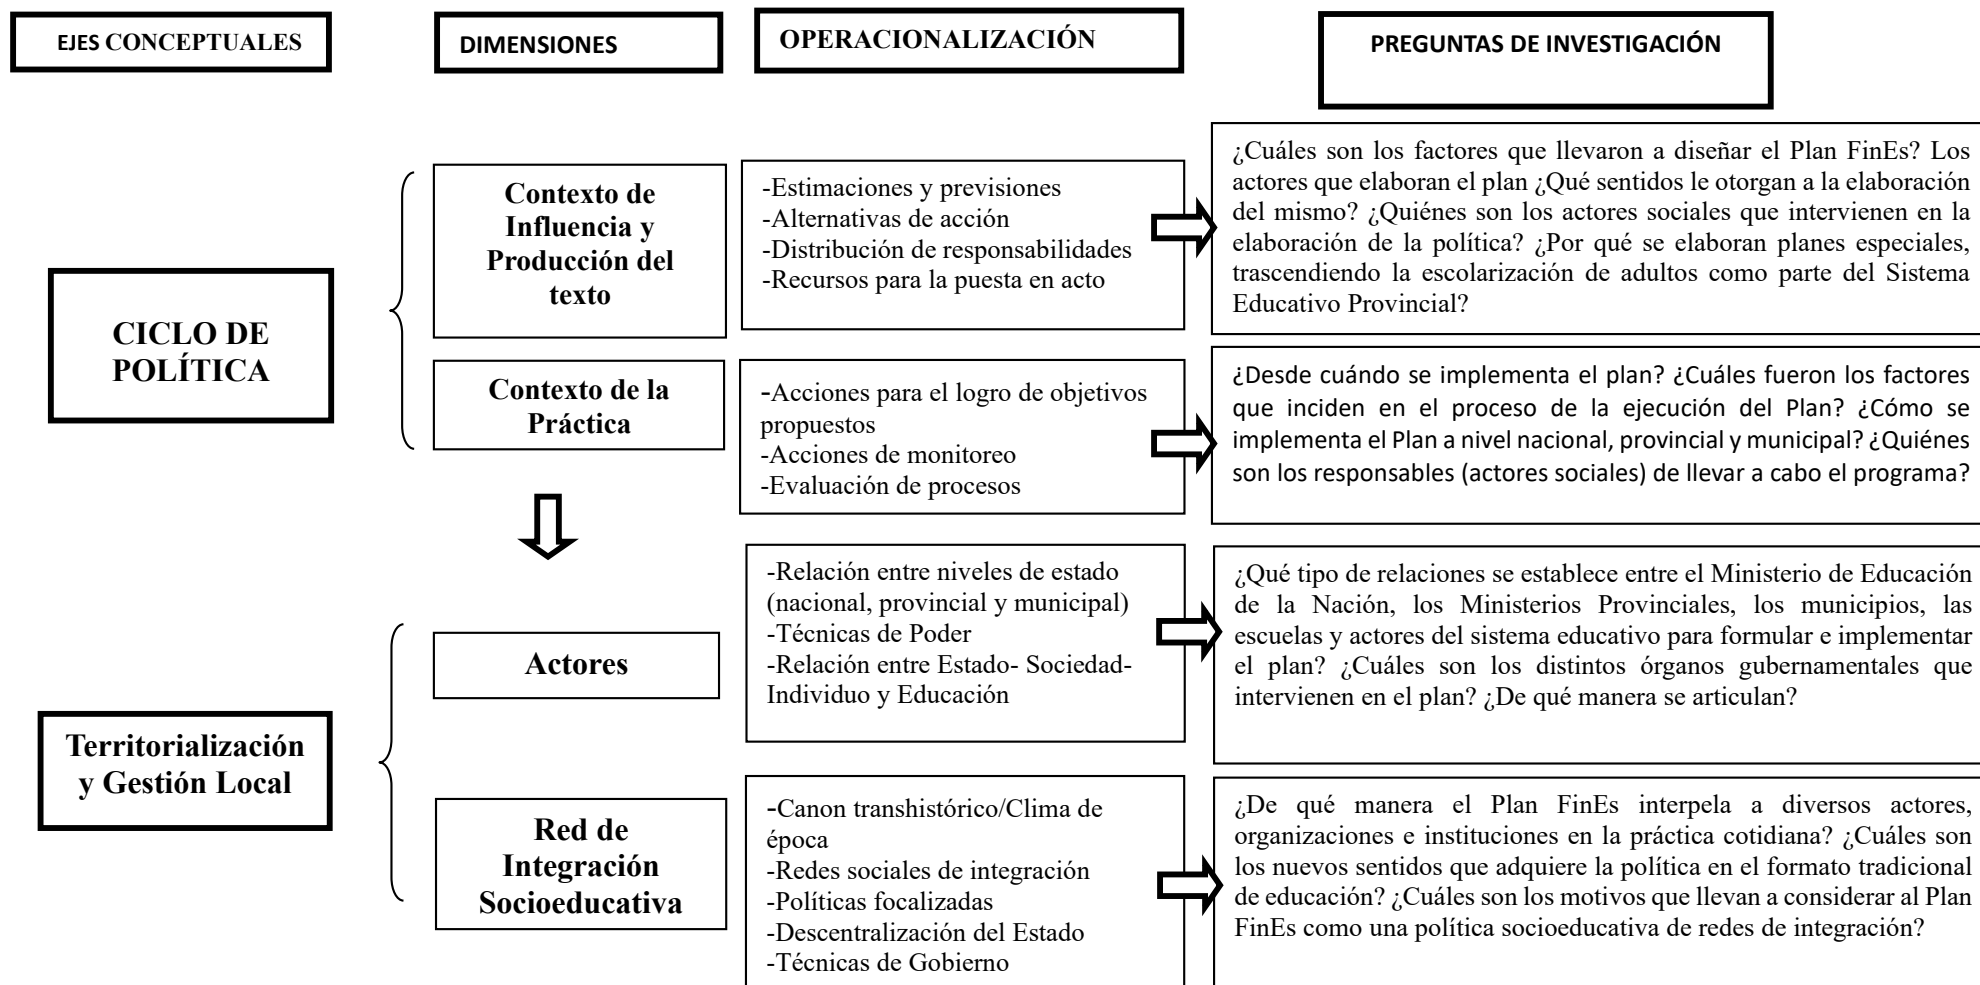 EJES CONCEPTUALES
DIMENSIONES
OPERACIONALIZACIÓN
PREGUNTAS DE INVESTIGACIÓN
CICLO DE
POLÍTICA
Contexto de
Influencia y
Producción del
texto
-Estimaciones y previsiones
-Alternativas de acción
-Distribución de responsabilidades
-Recursos para la puesta en acto
¿Cuáles son los factores que llevaron a diseñar el Plan FinEs? Los
actores que elaboran el plan ¿Qué sentidos le otorgan a la elaboración
del mismo? ¿Quiénes son los actores sociales que intervienen en la
elaboración de la política? ¿Por qué se elaboran planes especiales,
trascendiendo la escolarización de adultos como parte del Sistema
Educativo Provincial?
Contexto de la
Práctica
-Acciones para el logro de objetivos
propuestos
-Acciones de monitoreo
-Evaluación de procesos
¿Desde cuándo se implementa el plan? ¿Cuáles fueron los factores
que inciden en el proceso de la ejecución del Plan? ¿Cómo se
implementa el Plan a nivel nacional, provincial y municipal? ¿Quiénes
son los responsables (actores sociales) de llevar a cabo el programa?
Territorialización
y Gestión Local
Actores
-Relación entre niveles de estado
(nacional, provincial y municipal)
-Técnicas de Poder
-Relación entre Estado- Sociedad-
Individuo y Educación
¿Qué tipo de relaciones se establece entre el Ministerio de Educación
de la Nación, los Ministerios Provinciales, los municipios, las
escuelas y actores del sistema educativo para formular e implementar
el plan? ¿Cuáles son los distintos órganos gubernamentales que
intervienen en el plan? ¿De qué manera se articulan?
Red de
Integración
Socioeducativa
-Canon transhistórico/Clima de
época
-Redes sociales de integración
-Políticas focalizadas
-Descentralización del Estado
-Técnicas de Gobierno
¿De qué manera el Plan FinEs interpela a diversos actores,
organizaciones e instituciones en la práctica cotidiana? ¿Cuáles son
los nuevos sentidos que adquiere la política en el formato tradicional
de educación? ¿Cuáles son los motivos que llevan a considerar al Plan
FinEs como una política socioeducativa de redes de integración?